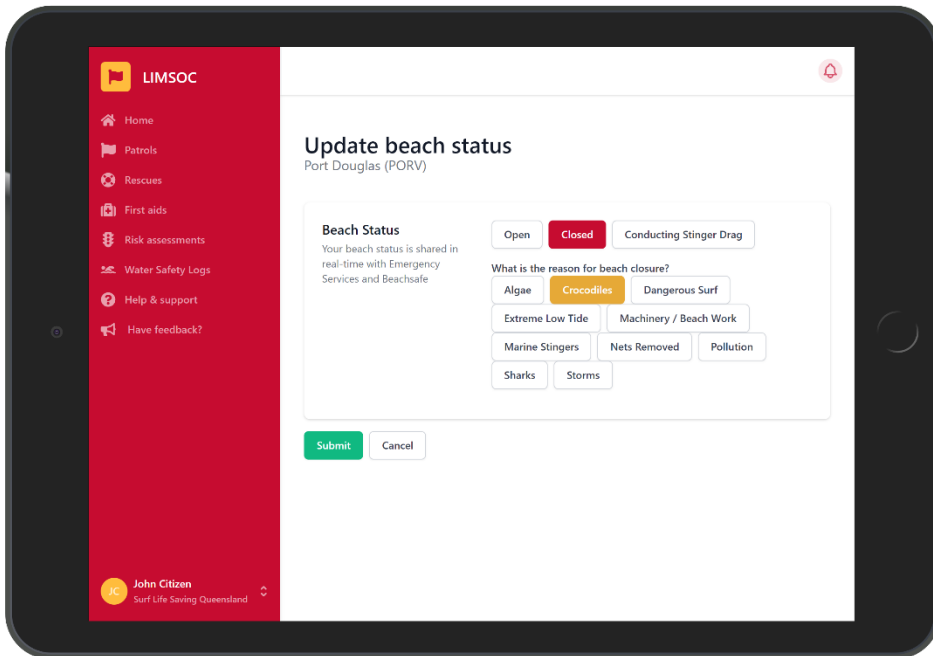 LIMSOC
Home
Patrols
Rescues
First aids
Risk assessments
Water Safety Logs
Help & support
Have feedback?
JC
John Citizen
Surf Life Saving Queensland
Update beach status
Port Douglas (PORV)
Beach Status
Your beach status is shared in
real-time with Emergency
Services and Beachsafe
Open Closed Conducting Stinger Drag
What is the reason for beach closure?
Algae Crocodiles Dangerous Surf
Extreme Low Tide Machinery / Beach Work
Marine Stingers Nets Removed Pollution
Sharks Storms
Submit Cancel